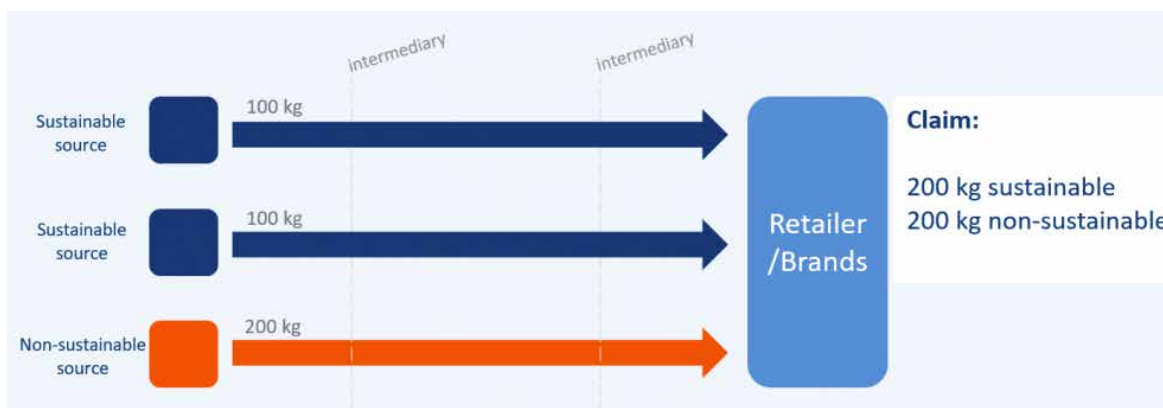 intermediary
intermediary
Sustainable
source
100 kg
Sustainable
source
100 kg
Non-sustainable
source
200 kg
Retailer
/Brands
Claim:
200 kg sustainable
200 kg non-sustainable